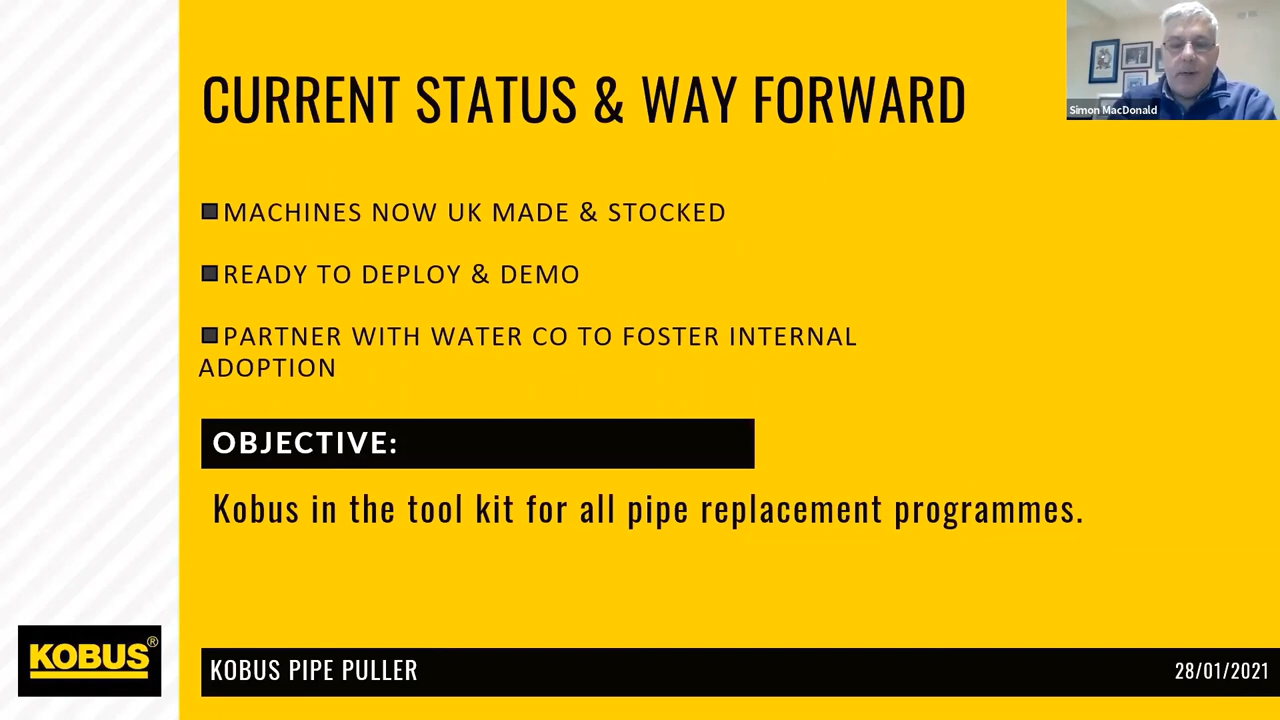 CURRENT STATUS & WAY FORWARD
Simon MacDonald
MACHINES NOW UK MADE & STOCKED
READY TO DEPLOY & DEMO
PARTNER WITH WATER CO TO FOSTER INTERNAL
ADOPTION
OBJECTIVE:
Kobus in the tool kit for all pipe replacement programmes.
KOBUS®
KOBUS PIPE PULLER
28/01/2021